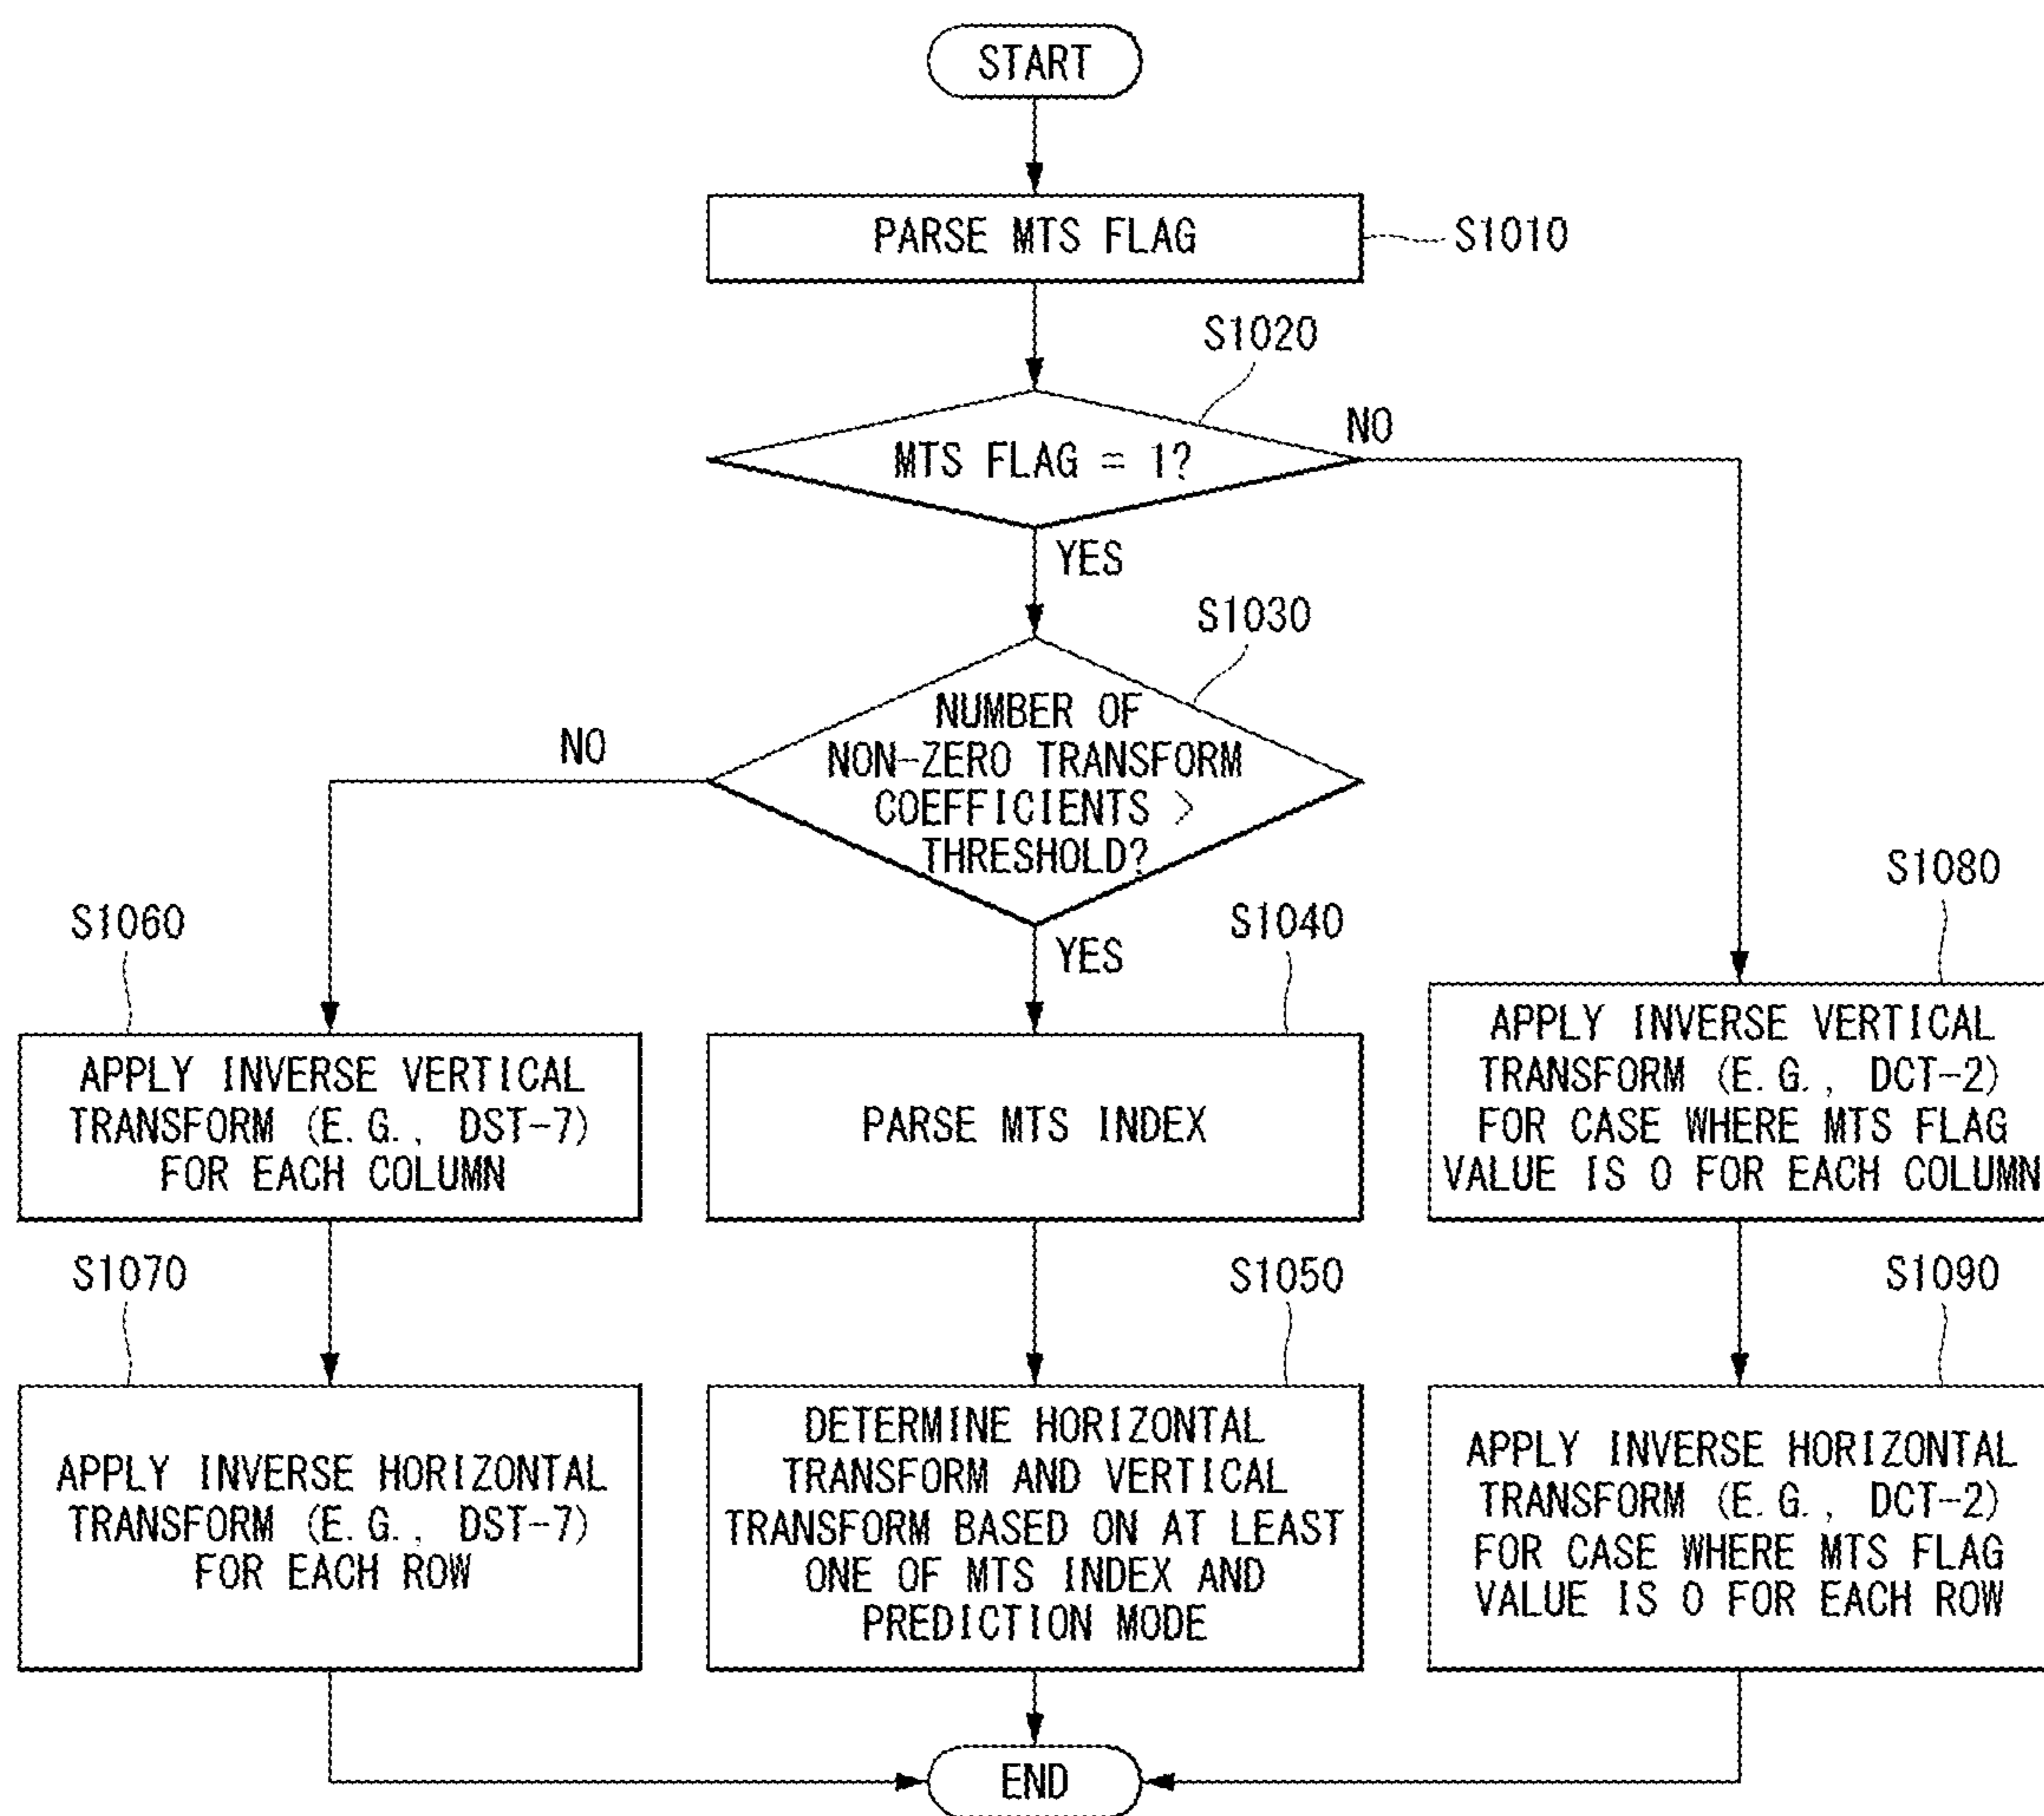 START
PARSE MTS FLAG
S1010
S1020
MTS FLAG = 1?
NO
YES
S1030
NUMBER OF
NON-ZERO TRANSFORM
COEFFICIENTS >
THRESHOLD?
NO
YES
S1060
APPLY INVERSE VERTICAL
TRANSFORM (E.G., DST-7)
FOR EACH COLUMN
S1040
PARSE MTS INDEX
S1080
APPLY INVERSE VERTICAL
TRANSFORM (E.G., DCT-2)
FOR CASE WHERE MTS FLAG
VALUE IS 0 FOR EACH COLUMN
S1070
APPLY INVERSE HORIZONTAL
TRANSFORM (E.G., DST-7)
FOR EACH ROW
S1050
DETERMINE HORIZONTAL
TRANSFORM AND VERTICAL
TRANSFORM BASED ON AT LEAST
ONE OF MTS INDEX AND
PREDICTION MODE
S1090
APPLY INVERSE HORIZONTAL
TRANSFORM (E.G., DCT-2)
FOR CASE WHERE MTS FLAG
VALUE IS 0 FOR EACH ROW
END